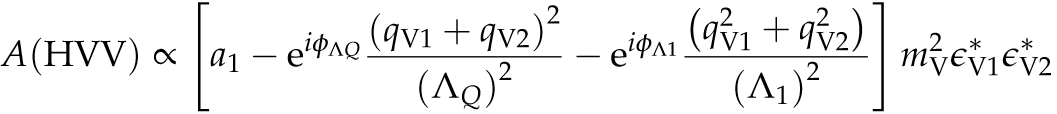 A(HVV) ∝ [a₁ − e^{iϕ_{ΛQ}} (q_{V1} + q_{V2})² / (Λ_Q)² − e^{iϕ_{Λ1}} (q²_{V1} + q²_{V2}) / (Λ₁)²] m²_V ϵ*_{V1} ϵ*_{V2}